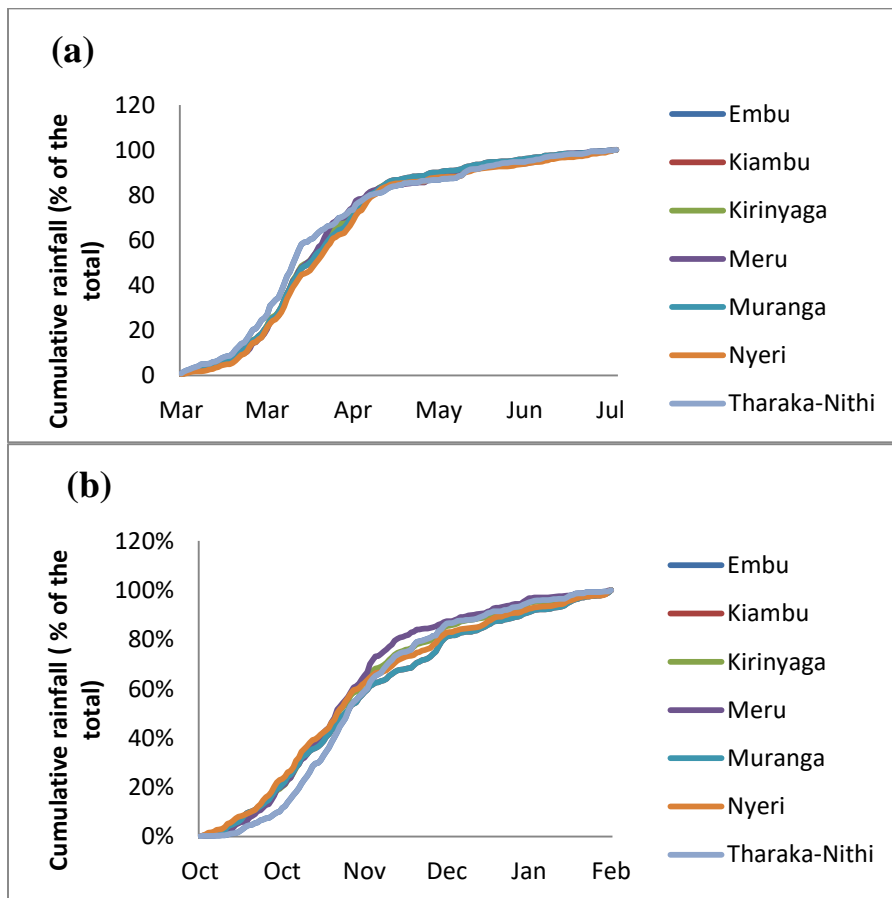 (a)
Cumulative rainfall (% of the
total)
120
100
80
60
40
20
0
Mar Mar Apr May Jun Jul
Embu
Kiambu
Kirinyaga
Meru
Muranga
Nyeri
Tharaka-Nithi
(b)
Cumulative rainfall ( % of the
total)
120%
100%
80%
60%
40%
20%
0%
Oct Oct Nov Dec Jan Feb
Embu
Kiambu
Kirinyaga
Meru
Muranga
Nyeri
Tharaka-Nithi